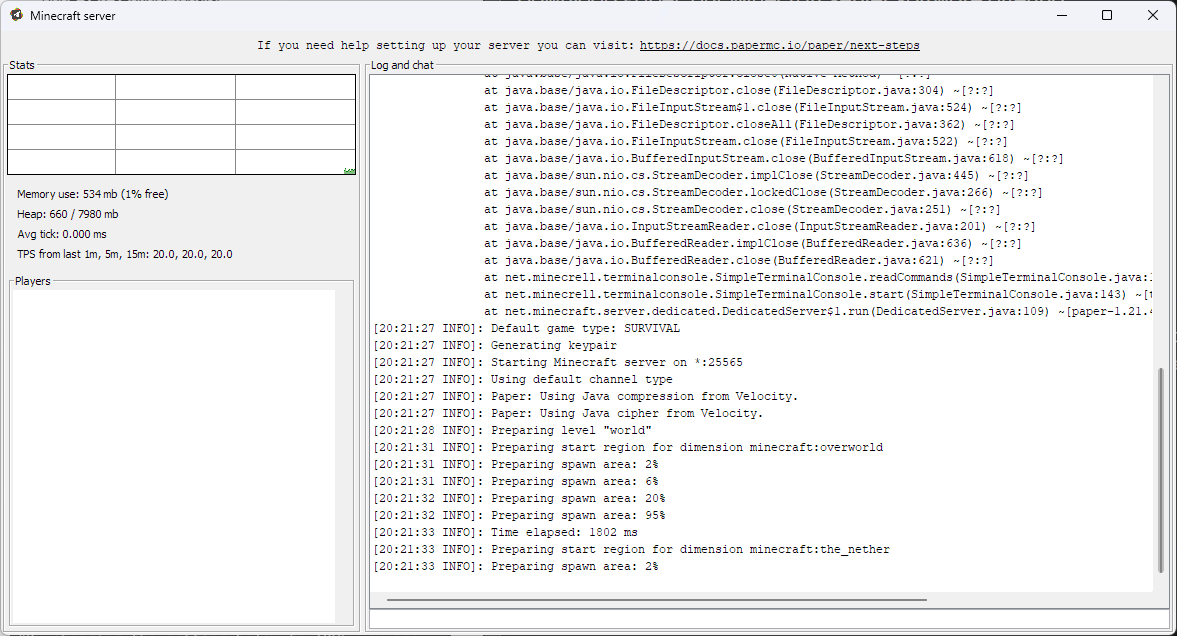 Minecraft server
If you need help setting up your server you can visit: https://docs.papermc.io/paper/next-steps
Stats
Memory use: 534 mb (1% free)
Heap: 660 / 7980 mb
Avg tick: 0.000 ms
TPS from last 1m, 5m, 15m: 20.0, 20.0, 20.0
Players
Log and chat
at java.base/java.io.FileDescriptor.close(FileDescriptor.java:304) ~[?:?]
at java.base/java.io.FileInputStream$1.close(FileInputStream.java:524) ~[?:?]
at java.base/java.io.FileDescriptor.closeAll(FileDescriptor.java:362) ~[?:?]
at java.base/java.io.FileInputStream.close(FileInputStream.java:522) ~[?:?]
at java.base/java.io.BufferedInputStream.close(BufferedInputStream.java:618) ~[?:?]
at java.base/sun.nio.cs.StreamDecoder.implClose(StreamDecoder.java:445) ~[?:?]
at java.base/sun.nio.cs.StreamDecoder.lockedClose(StreamDecoder.java:266) ~[?:?]
at java.base/sun.nio.cs.StreamDecoder.close(StreamDecoder.java:251) ~[?:?]
at java.base/java.io.InputStreamReader.close(InputStreamReader.java:201) ~[?:?]
at java.base/java.io.BufferedReader.implClose(BufferedReader.java:636) ~[?:?]
at java.base/java.io.BufferedReader.close(BufferedReader.java:621) ~[?:?]
at net.minecrell.terminalconsole.SimpleTerminalConsole.readCommands(SimpleTerminalConsole.java:
at net.minecrell.terminalconsole.SimpleTerminalConsole.start(SimpleTerminalConsole.java:143) ~[
at net.minecraft.server.dedicated.DedicatedServer$1.run(DedicatedServer.java:109) ~[paper-1.21.
[20:21:27 INFO]: Default game type: SURVIVAL
[20:21:27 INFO]: Generating keypair
[20:21:27 INFO]: Starting Minecraft server on *:25565
[20:21:27 INFO]: Using default channel type
[20:21:27 INFO]: Paper: Using Java compression from Velocity.
[20:21:27 INFO]: Paper: Using Java cipher from Velocity.
[20:21:28 INFO]: Preparing level "world"
[20:21:31 INFO]: Preparing start region for dimension minecraft:overworld
[20:21:31 INFO]: Preparing spawn area: 2%
[20:21:31 INFO]: Preparing spawn area: 6%
[20:21:32 INFO]: Preparing spawn area: 20%
[20:21:32 INFO]: Preparing spawn area: 95%
[20:21:33 INFO]: Time elapsed: 1802 ms
[20:21:33 INFO]: Preparing start region for dimension minecraft:the_nether
[20:21:33 INFO]: Preparing spawn area: 2%